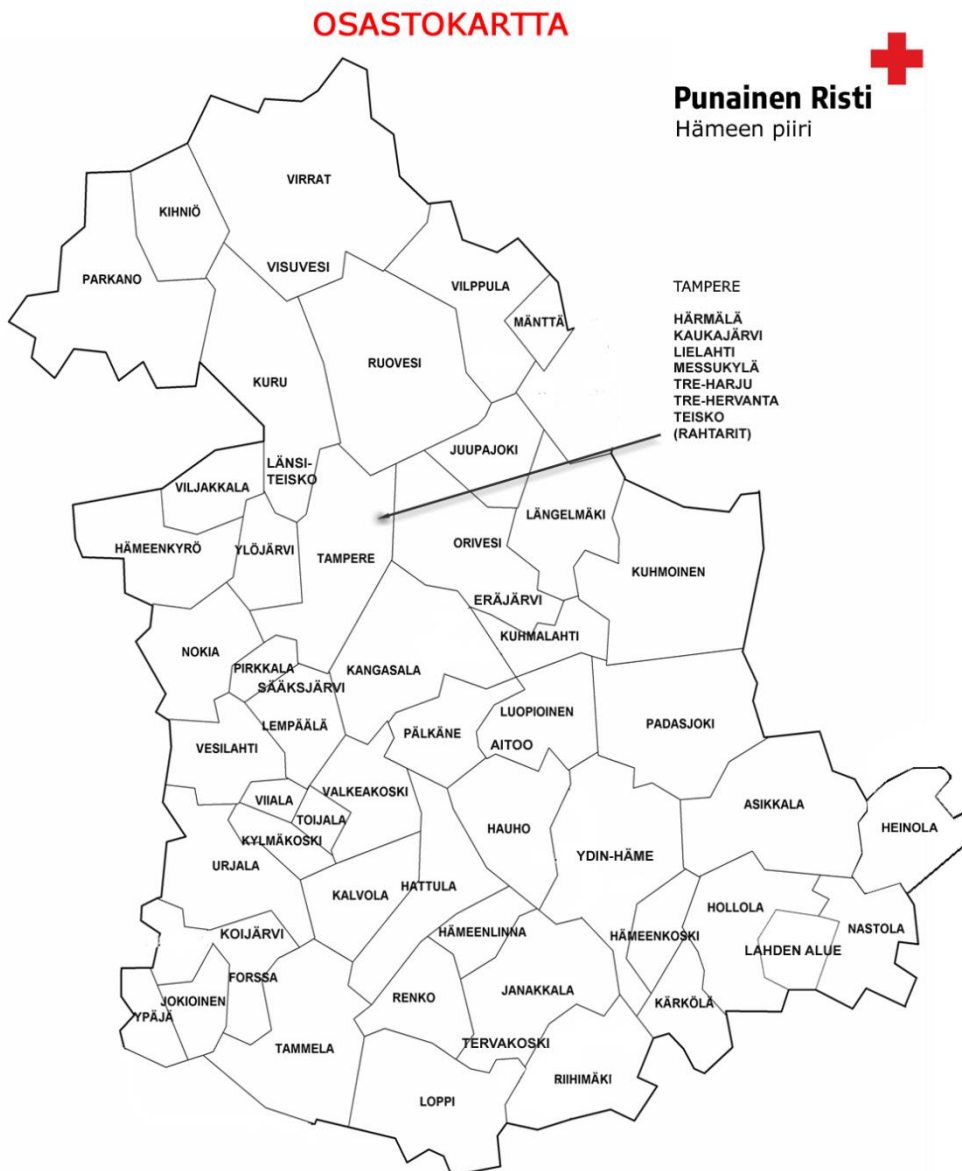 OSASTOKARTTA
Punainen Risti
Hämeen piiri
VIRRAT
KIHNIÖ
VISUVESI
PARKANO
VILPPULA
MÄNTTÄ
TAMPERE
HÄRMÄLÄ
KAUKAJÄRVI
LIELAHTI
MESSUKYLÄ
TRE-HARJU
TRE-HERVANTA
TEISKO
(RAHTARIT)
RUOVESI
KURU
JUUPAJOKI
LÄNSI-
TEISKO
VILJAKKALA
LÄNGELMÄKI
HÄMEENKYRÖ
YLÖJÄRVI
TAMPERE
ORIVESI
KUHMOINEN
ERÄJÄRVI
KUHMALAHTI
NOKIA
PIRKKALA
SÄÄKSJÄRVI
KANGASALA
LUOPIOINEN
PADASJOKI
LEMPÄÄLÄ
PÄLKÄNE
AITOO
VESILAHTI
VIIALA
VALKEAKOSKI
TOIJALA
KYLMÄKOSKI
HAUHO
ASIKKALA
HEINOLA
YDIN-HÄME
URJALA
KALVOLA
HATTULA
HOLLOLA
NASTOLA
KOIJÄRVI
HÄMEENLINNA
HÄMEENKOSKI
LAHDEN ALUE
FORSSA
JOKIOINEN
YPÄJÄ
RENKO
JANAKKALA
KÄRKÖLÄ
TAMMELA
TERVAKOSKI
LOPPI
RIIHIMÄKI